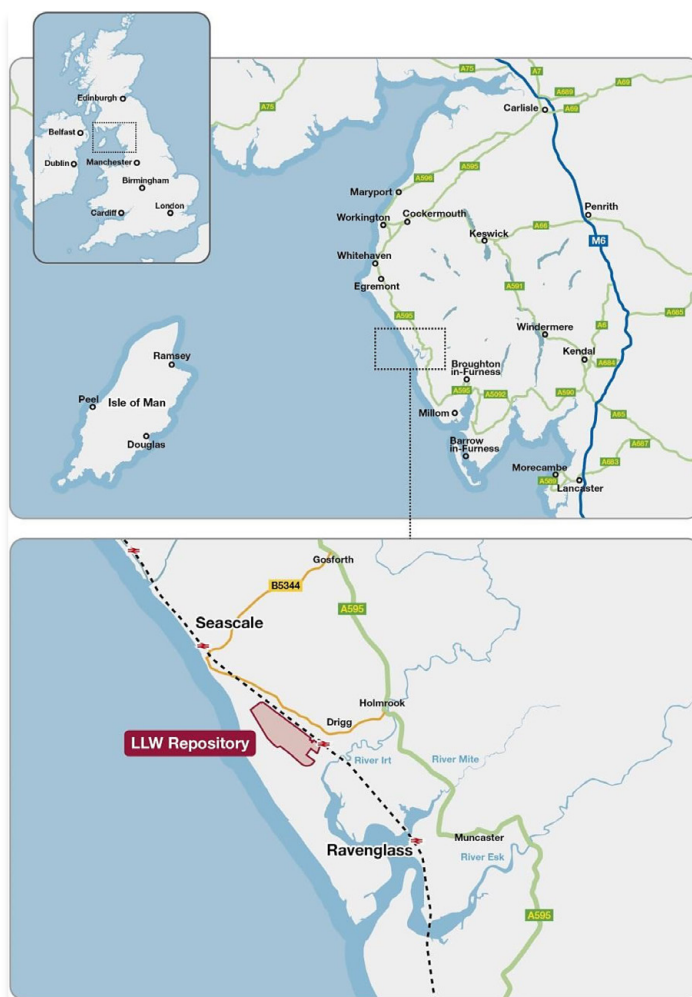 Edinburgh
Belfast
Dublin
Manchester
Birmingham
Cardiff
London
A75
A75
A7
A689
A69
A69
Carlisle
A596
A595
Maryport
Workington
Cockermouth
Keswick
A66
Penrith
M6
Whitehaven
Egremont
A591
A595
Windermere
A6
A685
Kendal
A684
Broughton
in-Furness
A595
A5092
A590
Millom
A65
Barrow
in-Furness
A687
Morecambe
A683
A589
Lancaster
Ramsey
Peel
Isle of Man
Douglas
Gosforth
B5344
A595
Seascale
Holmrook
Drigg
LLW Repository
River Irt
River Mite
Muncaster
Ravenglass
River Esk
A595